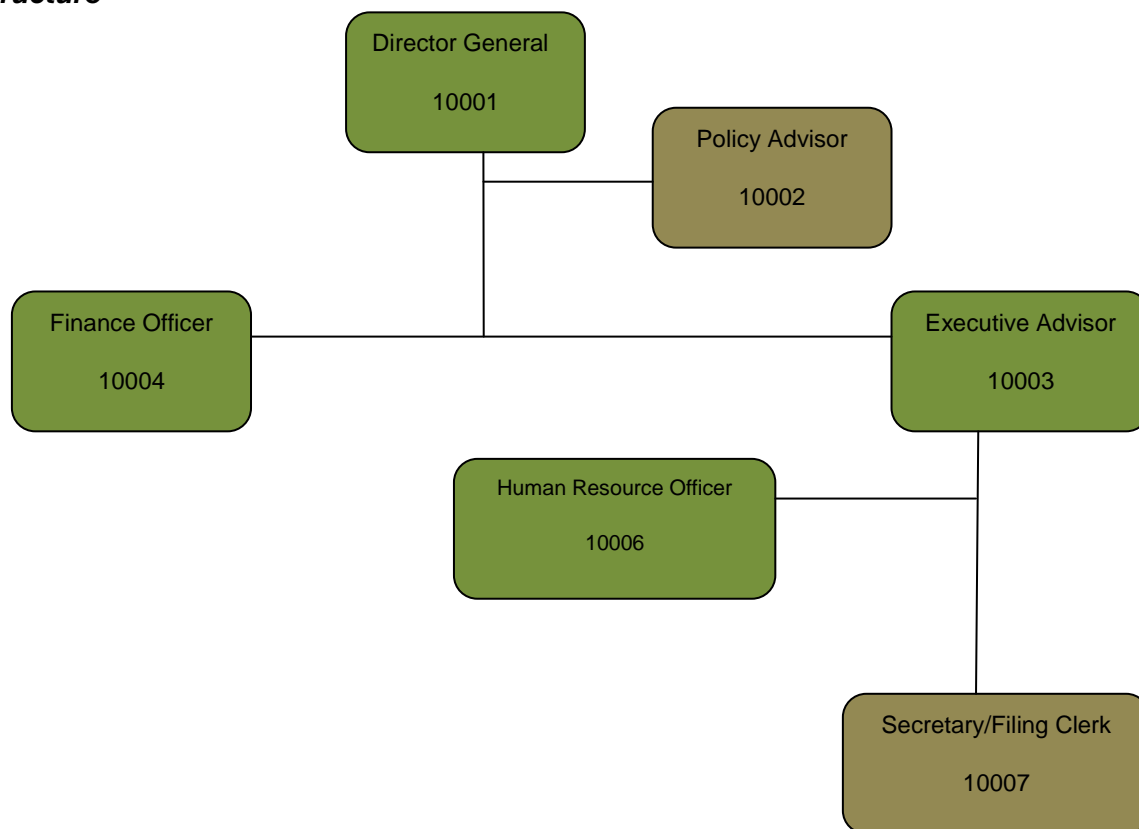 Director General
10001
Policy Advisor
10002
Finance Officer
10004
Executive Advisor
10003
Human Resource Officer
10006
Secretary/Filing Clerk
10007